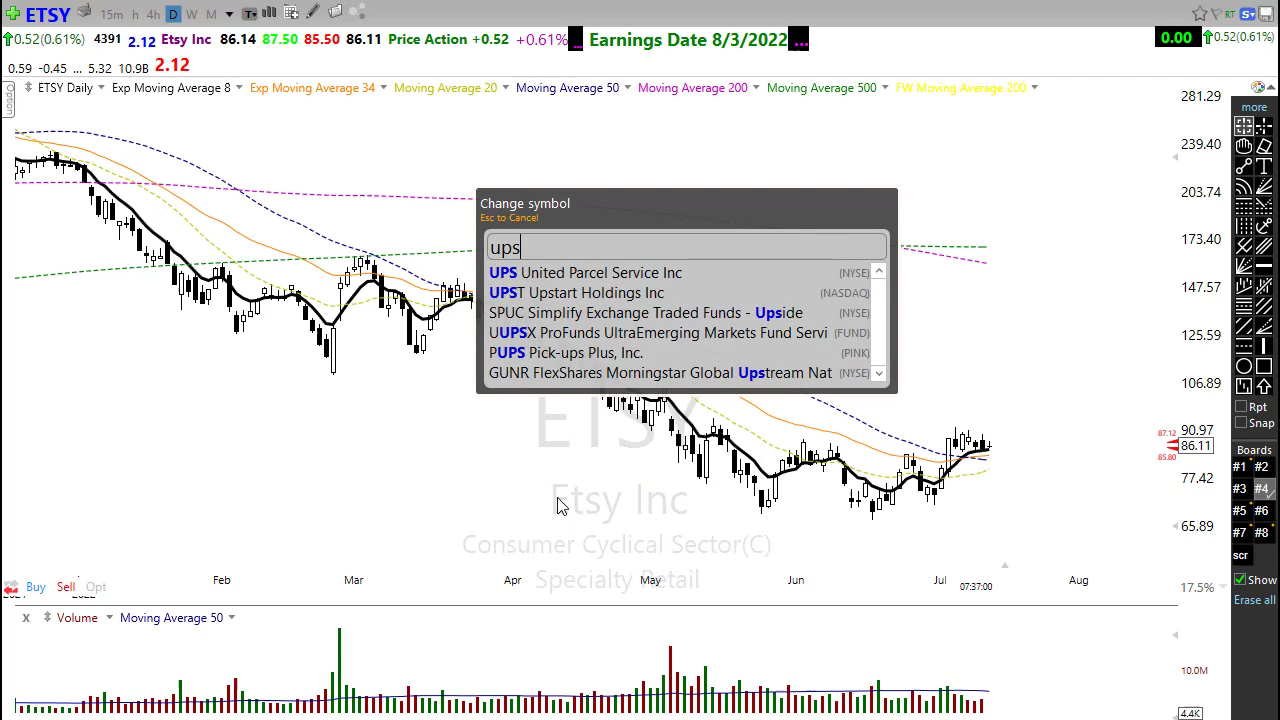 ETSY 15m h 4h D W M
S
RT
0.52(0.61%) 4391 2.12 Etsy Inc 86.14 87.50 85.50 86.11 Price Action +0.52 +0.61% ... Earnings Date 8/3/2022 ... 0.00 0.52(0.61%)
0.59 -0.45 ... 5.32 10.9B 2.12
Option
ETSY Daily Exp Moving Average 8 Exp Moving Average 34 Moving Average 20 Moving Average 50 Moving Average 200 Moving Average 500 FW Moving Average 200
281.29
239.40
203.74
173.40
147.57
125.59
106.89
90.97
87.12
86.11
85.80
77.42
65.89
17.5%
Change symbol
Esc to Cancel
ups
UPS United Parcel Service Inc (NYSE)
UPST Upstart Holdings Inc (NASDAQ)
SPUC Simplify Exchange Traded Funds - Upside (NYSE)
UUPSX ProFunds UltraEmerging Markets Fund Servi (FUND)
PUPS Pick-ups Plus, Inc. (PINK)
GUNR FlexShares Morningstar Global Upstream Nat (NYSE)
ETSY
Etsy Inc
Consumer Cyclical Sector(C)
Specialty Retail
Feb Mar Apr May Jun Jul Aug
07:37:00
Buy Sell Opt
X Volume Moving Average 50
10.0M
4.4K
more
T
Rpt
Snap
Boards
#1 #2
#3 #4
#5 #6
#7 #8
scr
Show
Erase all